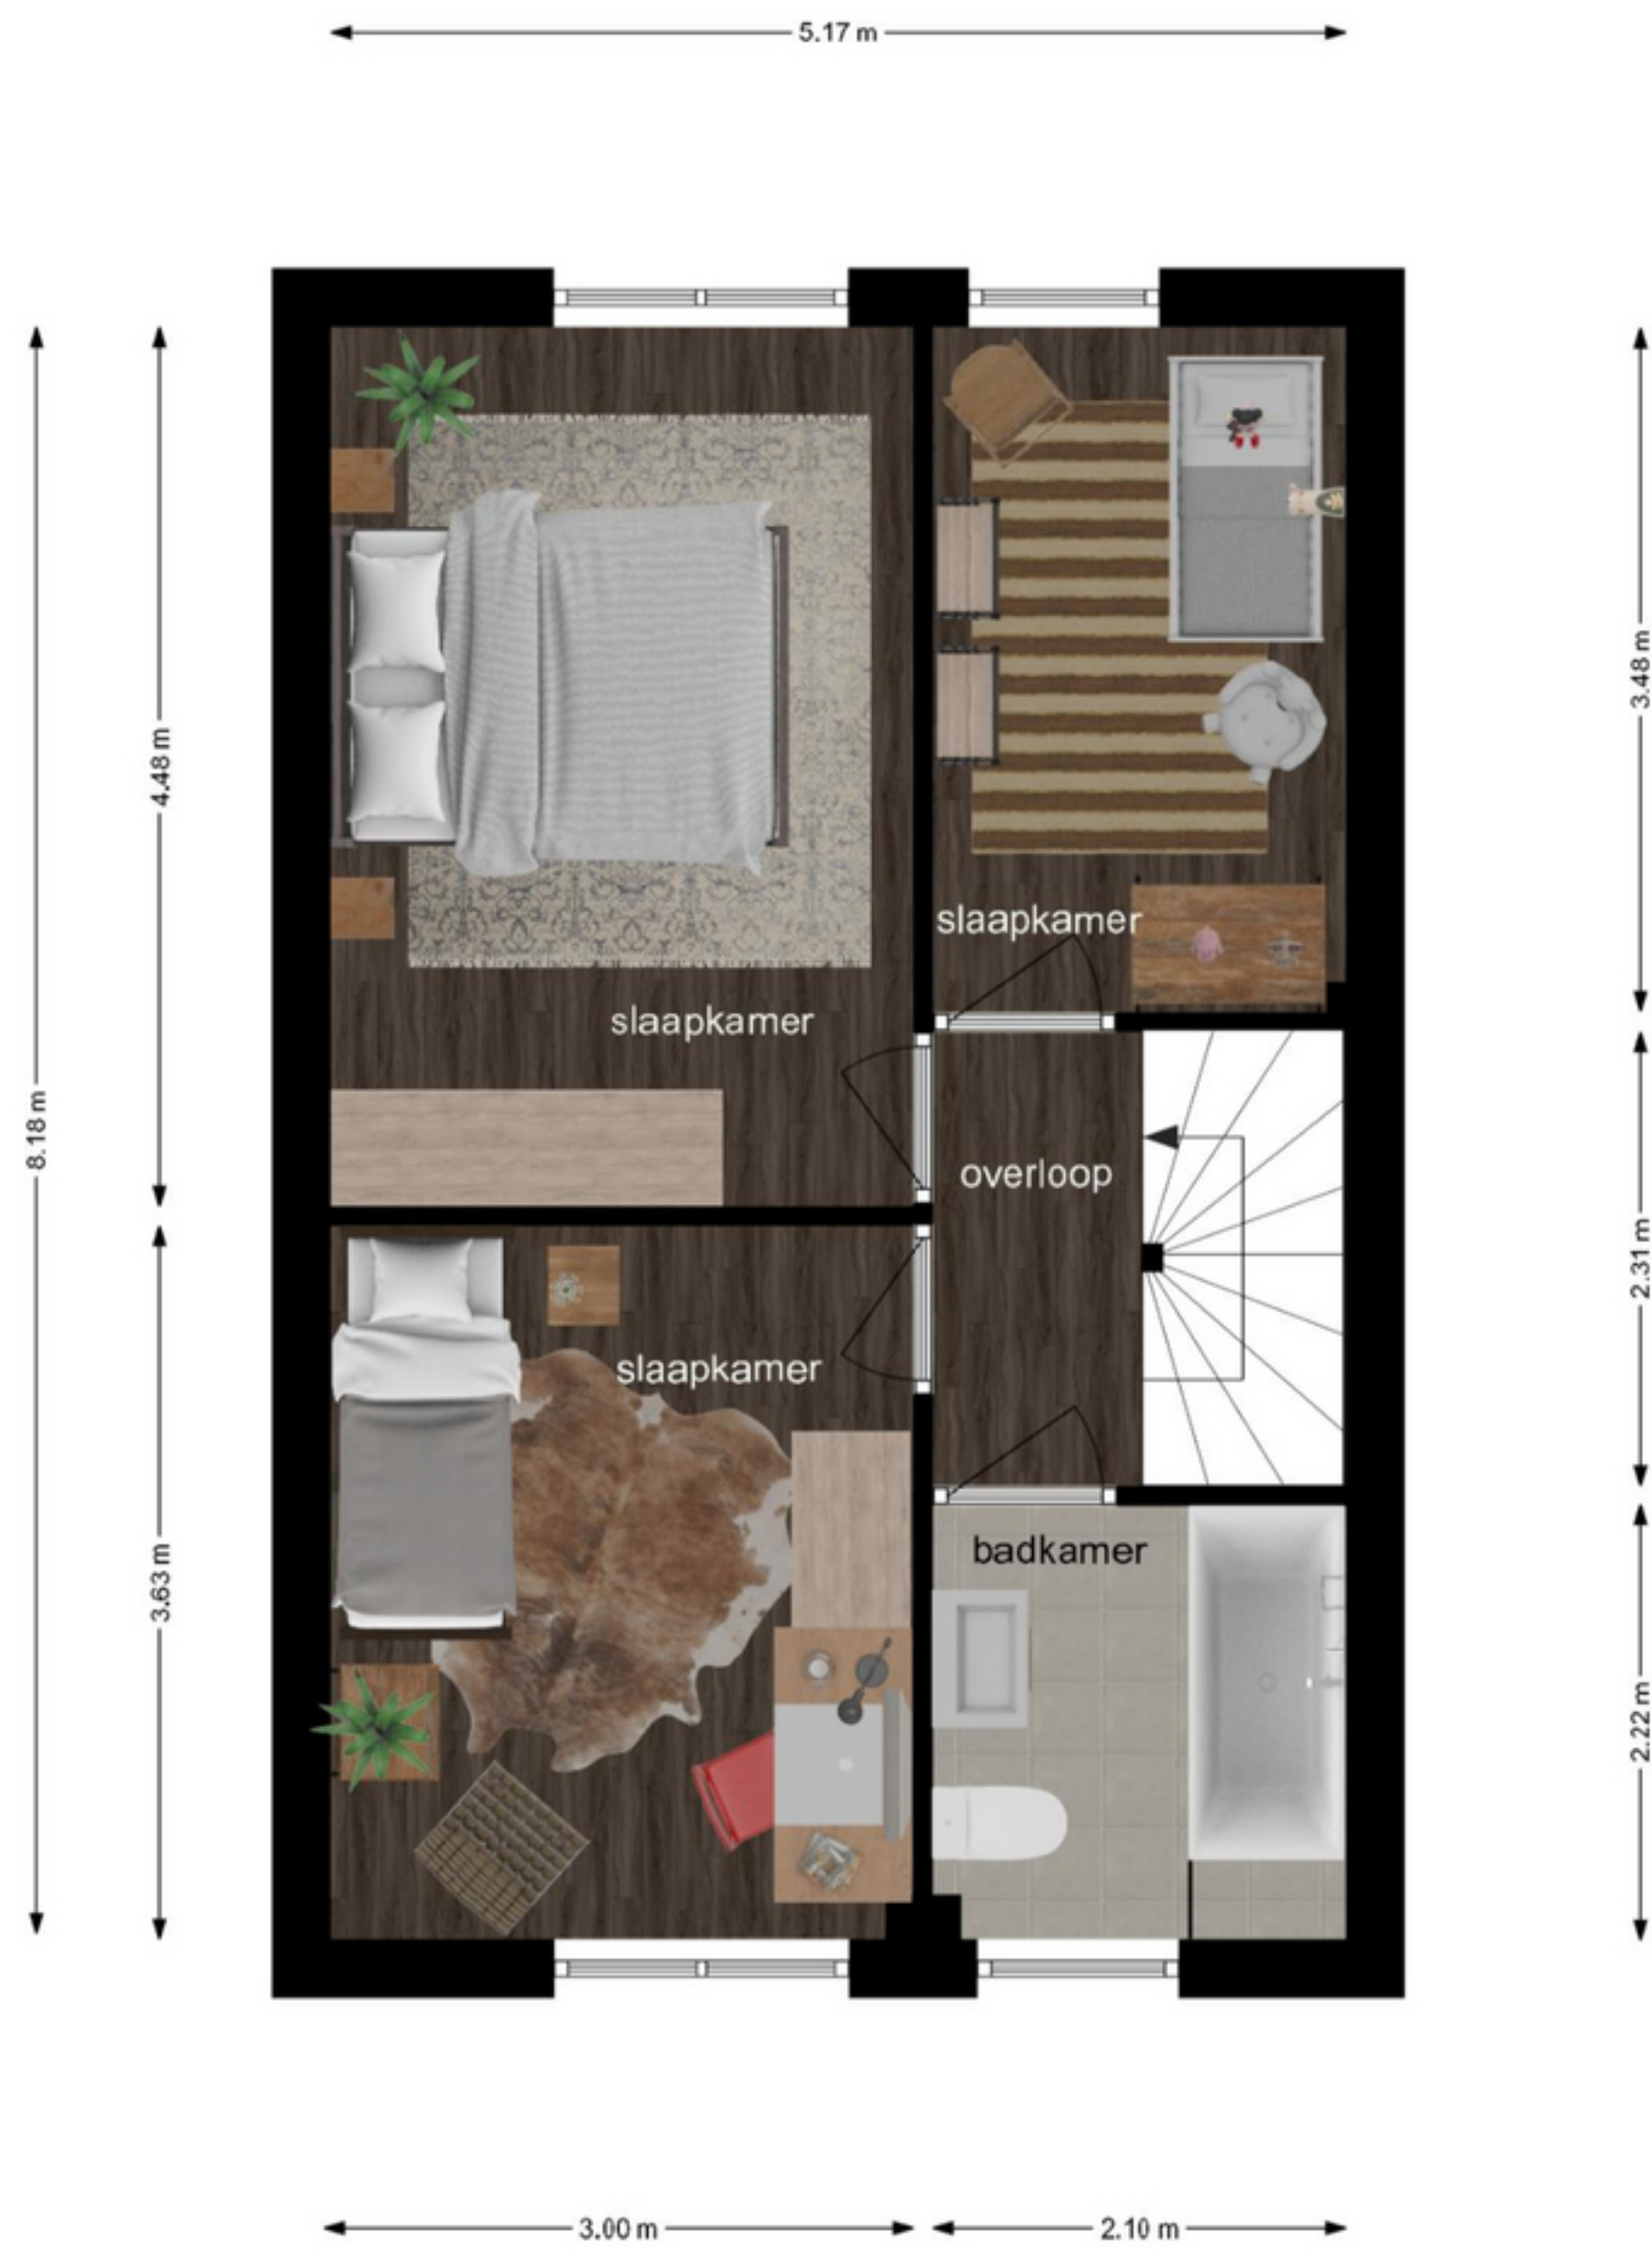 5.17 m
3.48 m
4.48 m
slaapkamer
slaapkamer
8.18 m
overloop
2.31 m
slaapkamer
badkamer
3.63 m
2.22 m
3.00 m
2.10 m